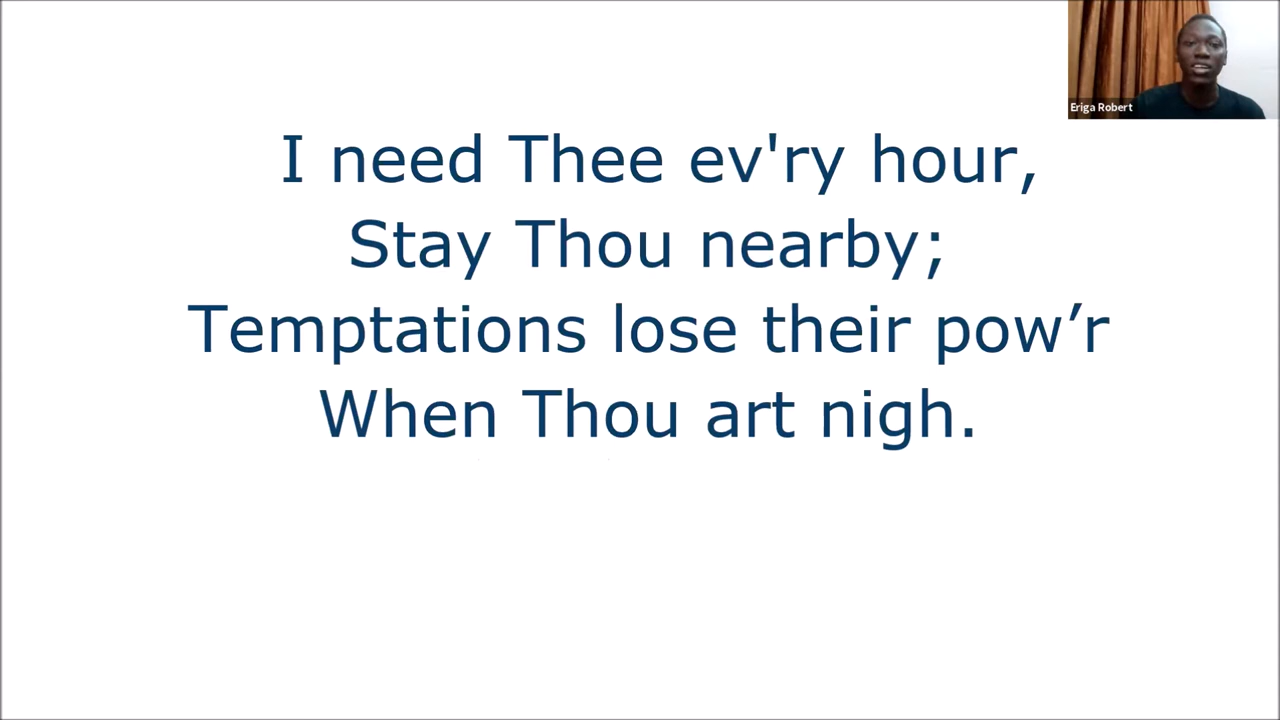 Eriga Robert
I need Thee ev'ry hour,
Stay Thou nearby;
Temptations lose their pow’r
When Thou art nigh.